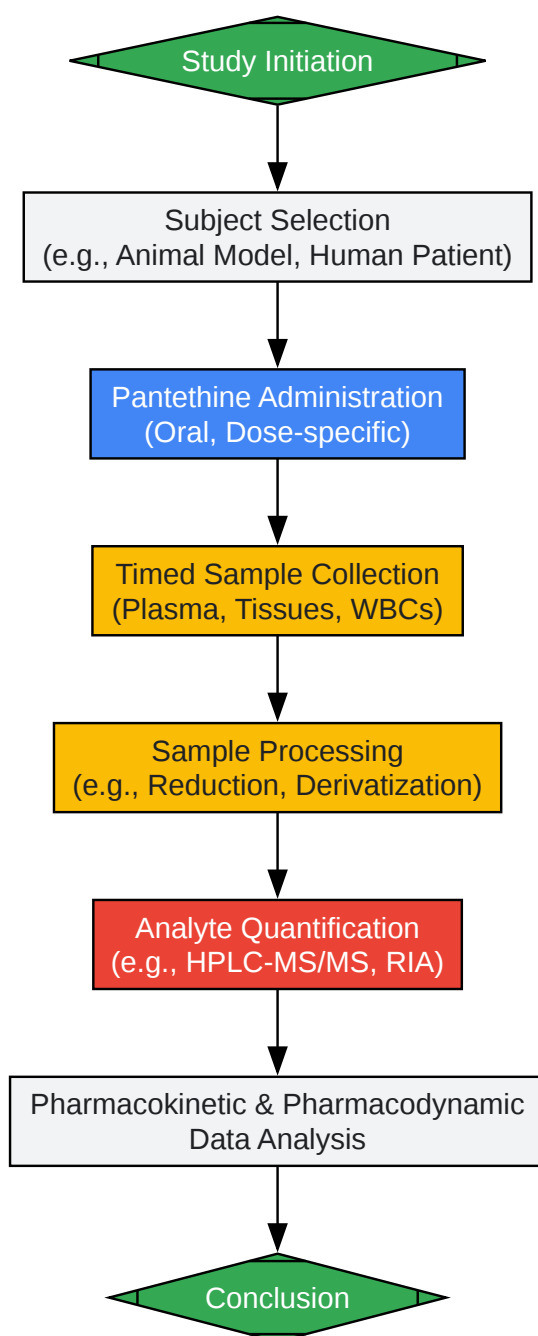 Study Initiation
Subject Selection
(e.g., Animal Model, Human Patient)
Pantethine Administration
(Oral, Dose-specific)
Timed Sample Collection
(Plasma, Tissues, WBCs)
Sample Processing
(e.g., Reduction, Derivatization)
Analyte Quantification
(e.g., HPLC-MS/MS, RIA)
Pharmacokinetic & Pharmacodynamic
Data Analysis
Conclusion